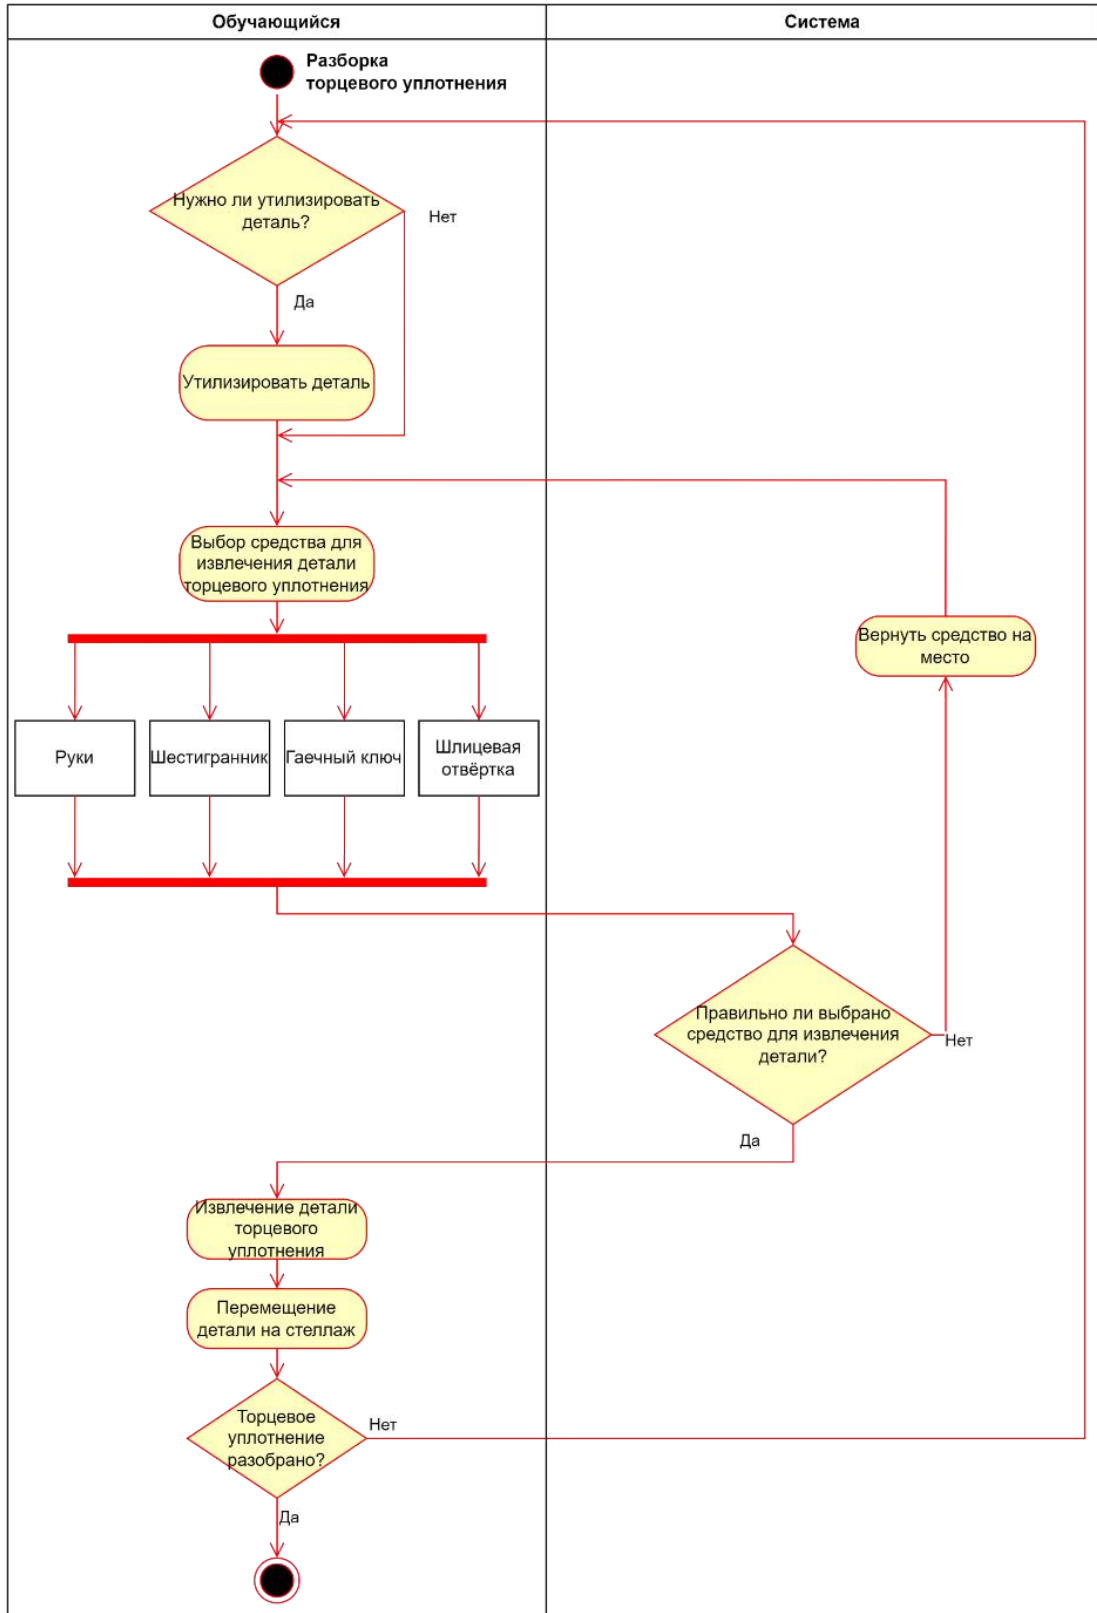 Обучающийся
Система
Разборка
торцевого уплотнения
Нужно ли утилизировать
деталь?
Нет
Да
Утилизировать деталь
Выбор средства для
извлечения детали
торцевого уплотнения
Вернуть средство на
место
Руки
Шестигранник
Гаечный ключ
Шлицевая
отвёртка
Правильно ли выбрано
средство для извлечения
детали?
Нет
Да
Извлечение детали
торцевого
уплотнения
Перемещение
детали на стеллаж
Торцевое
уплотнение
разобрано?
Нет
Да